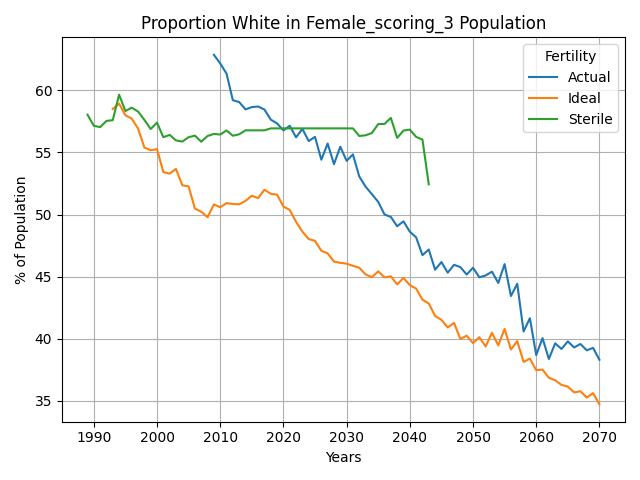 Proportion White in Female_scoring_3 Population
Fertility
Actual
Ideal
Sterile
% of Population
60
55
50
45
40
35
1990 2000 2010 2020 2030 2040 2050 2060 2070
Years